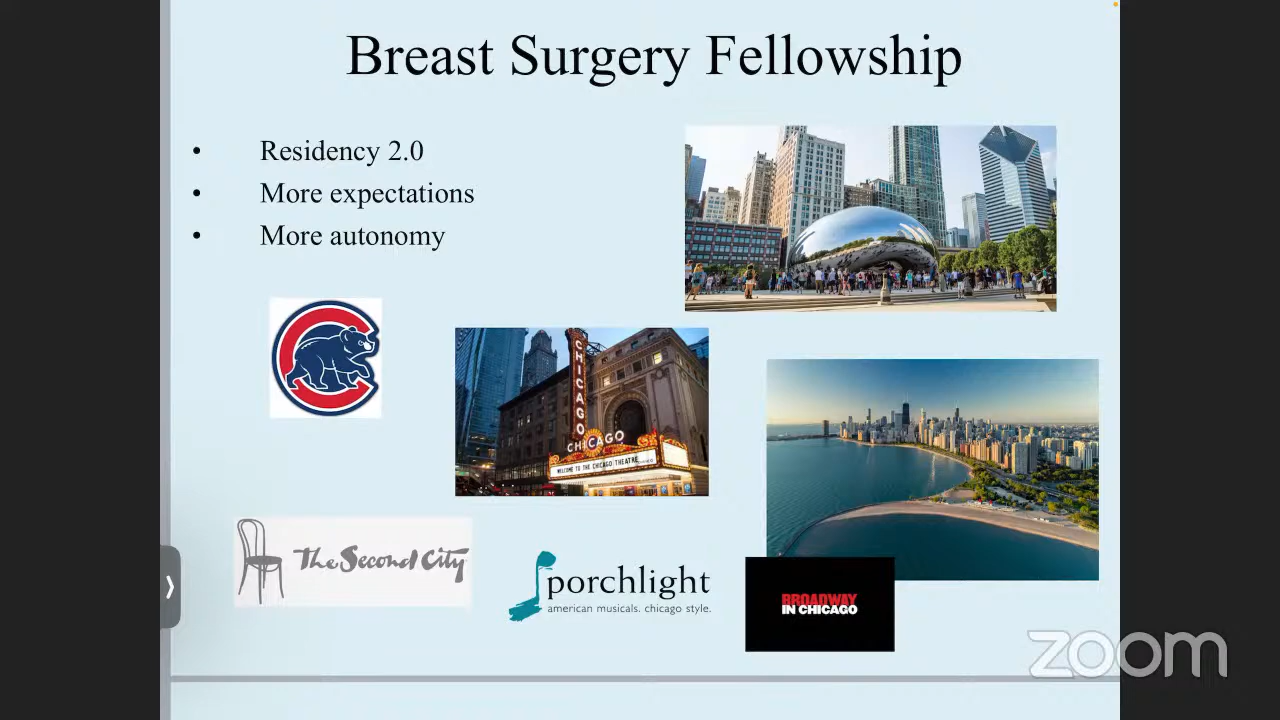 Breast Surgery Fellowship
• Residency 2.0
• More expectations
• More autonomy
CHICAGO
CHICAGO
WELCOME TO THE CHICAGO THEATRE
The Second City
porchlight
american musicals. chicago style.
BROADWAY
IN CHICAGO
zoom